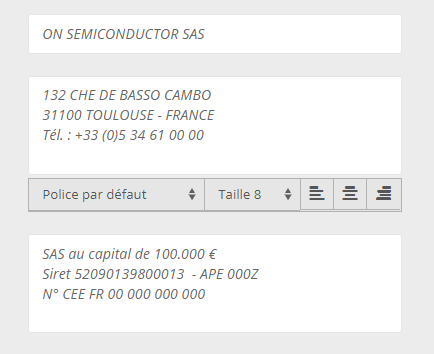 ON SEMICONDUCTOR SAS
132 CHE DE BASSO CAMBO
31100 TOULOUSE - FRANCE
Tél. : +33 (0)5 34 61 00 00
Police par défaut Taille 8
SAS au capital de 100.000 €
Siret 52090139800013 - APE 000Z
N° CEE FR 00 000 000 000